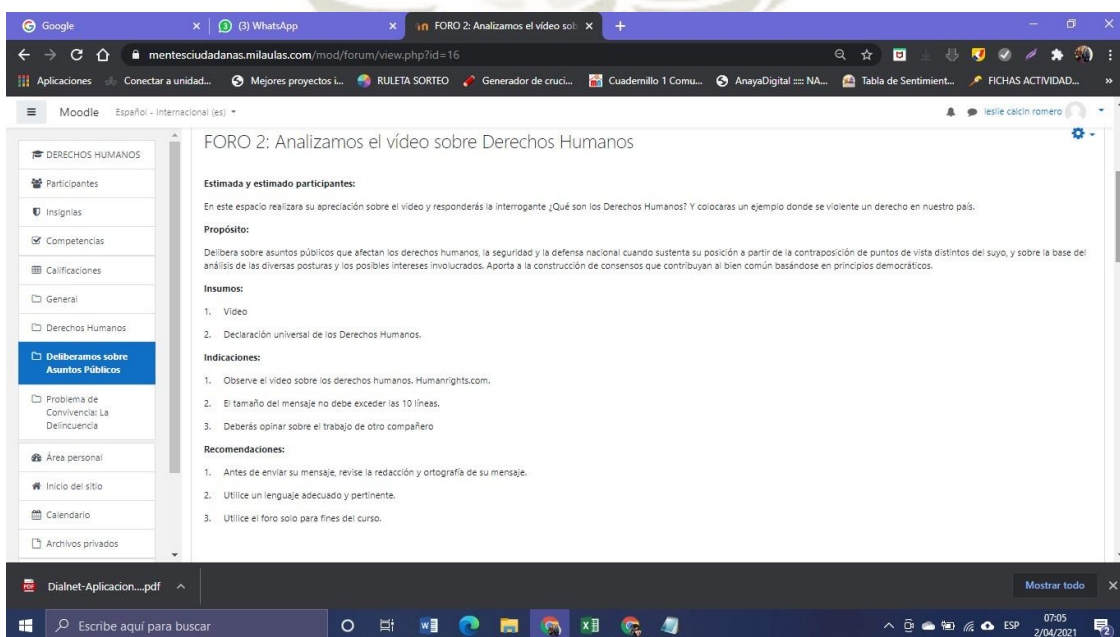 Google
(3) WhatsApp
FORO 2: Analizamos el vídeo sob
mentesciudadanas.milaulas.com/mod/forum/view.php?id=16
Aplicaciones
Conectar a unidad...
Mejores proyectos i...
RULETA SORTEO
Generador de cruci...
Cuadernillo 1 Comu...
AnayaDigital ::::: NA...
Tabla de Sentimient...
FICHAS ACTIVIDAD...
»
Moodle
Español - Internacional (es)
leslie calcin romero
DERECHOS HUMANOS
Participantes
Insignias
Competencias
Calificaciones
General
Derechos Humanos
Deliberamos sobre
Asuntos Públicos
Problema de
Convivencia: La
Delincuencia
Área personal
Inicio del sitio
Calendario
Archivos privados
FORO 2: Analizamos el vídeo sobre Derechos Humanos
Estimada y estimado participantes:
En este espacio realizara su apreciación sobre el video y responderás la interrogante ¿Qué son los Derechos Humanos? Y colocaras un ejemplo donde se violente un derecho en nuestro país.
Propósito:
Delibera sobre asuntos públicos que afectan los derechos humanos, la seguridad y la defensa nacional cuando sustenta su posición a partir de la contraposición de puntos de vista distintos del suyo, y sobre la base del
análisis de las diversas posturas y los posibles intereses involucrados. Aporta a la construcción de consensos que contribuyan al bien común basándose en principios democráticos.
Insumos:
1. Video
2. Declaración universal de los Derechos Humanos.
Indicaciones:
1. Observe el video sobre los derechos humanos. Humanrights.com.
2. El tamaño del mensaje no debe exceder las 10 líneas.
3. Deberás opinar sobre el trabajo de otro compañero
Recomendaciones:
1. Antes de enviar su mensaje, revise la redacción y ortografía de su mensaje.
2. Utilice un lenguaje adecuado y pertinente.
3. Utilice el foro solo para fines del curso.
Dialnet-Aplicacion....pdf
Mostrar todo
Escribe aquí para buscar
ESP
07:05
2/04/2021